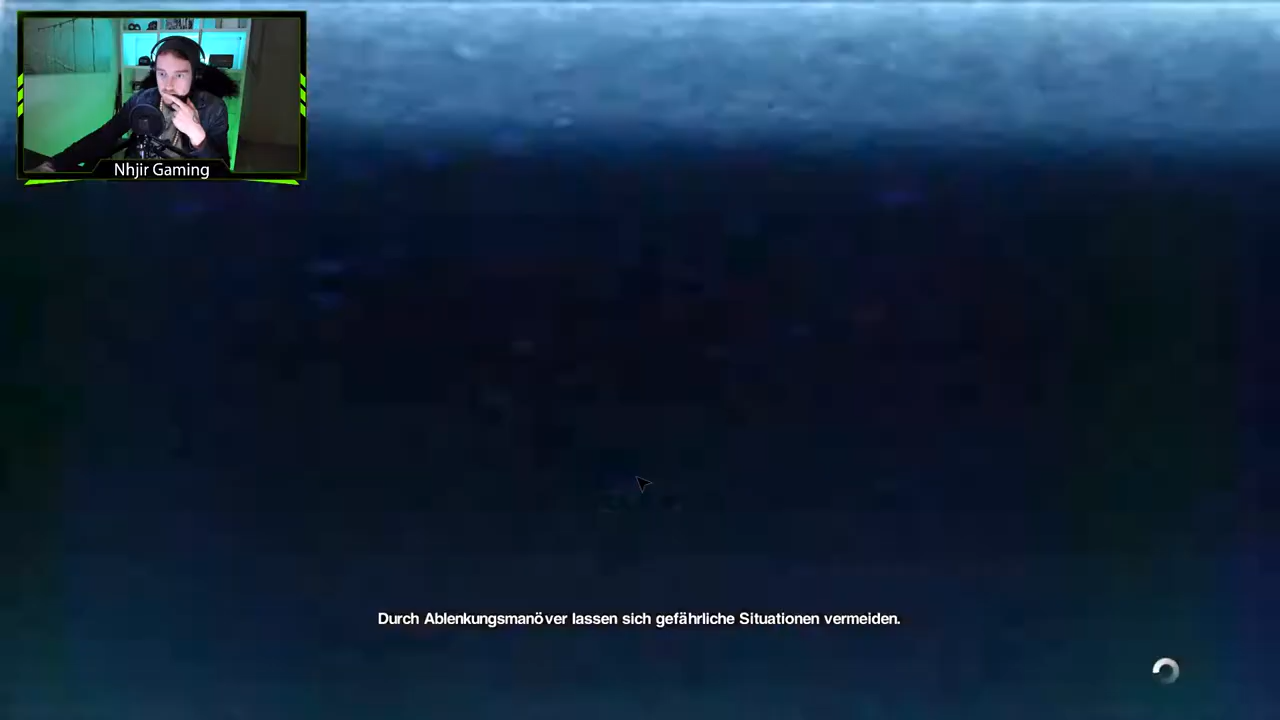 Nhjir Gaming
Durch Ablenkungsmanöver lassen sich gefährliche Situationen vermeiden.